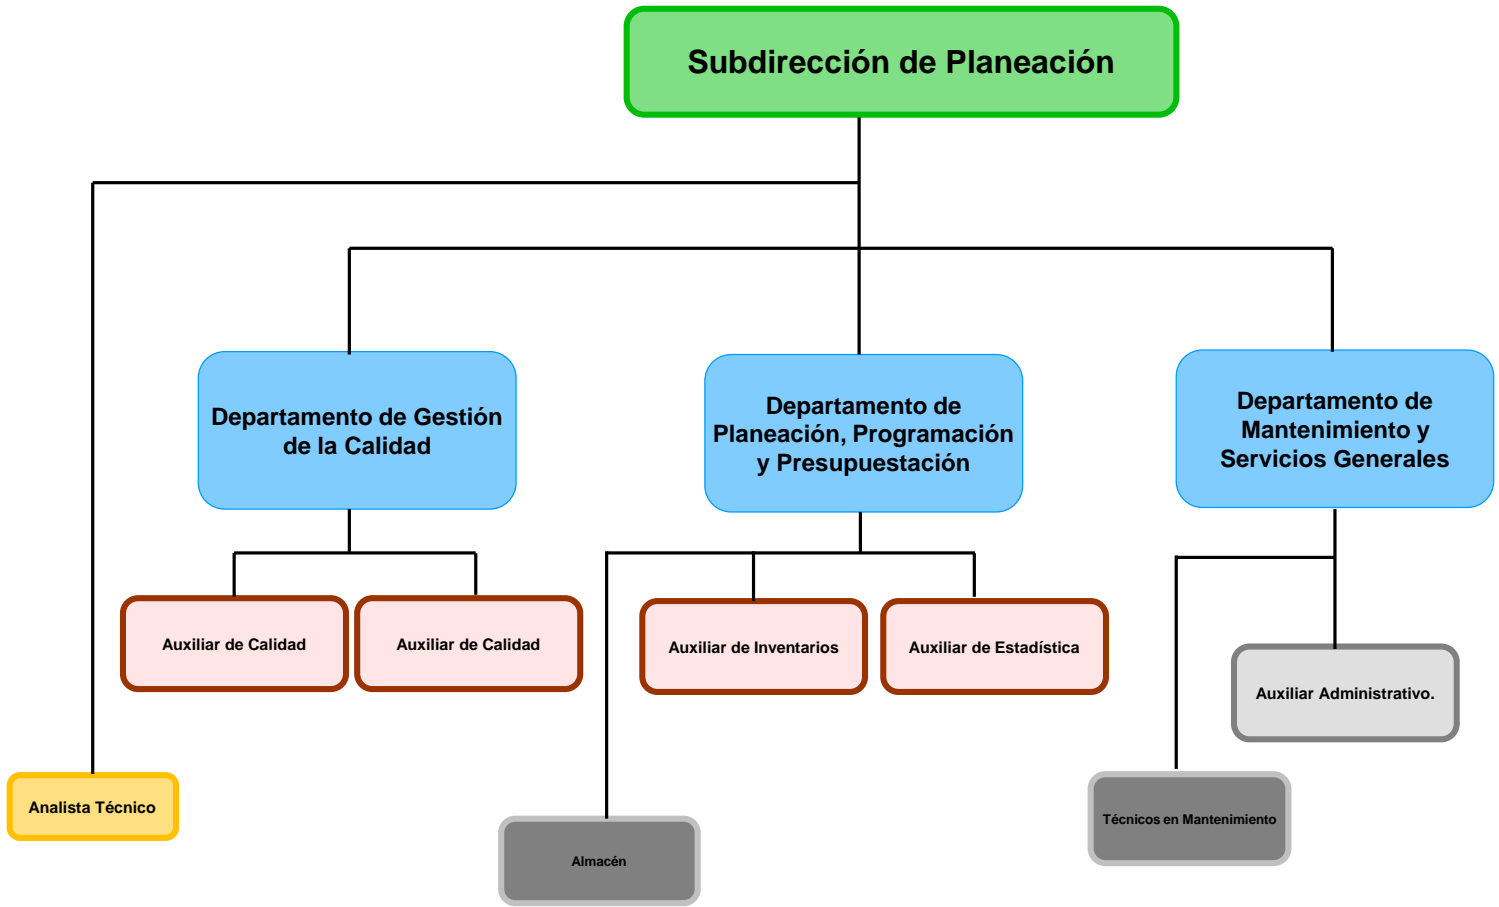 Subdirección de Planeación
Departamento de Gestión
de la Calidad
Departamento de
Planeación, Programación
y Presupuestación
Departamento de
Mantenimiento y
Servicios Generales
Auxiliar de Calidad
Auxiliar de Calidad
Auxiliar de Inventarios
Auxiliar de Estadística
Auxiliar Administrativo.
Analista Técnico
Almacén
Técnicos en Mantenimiento